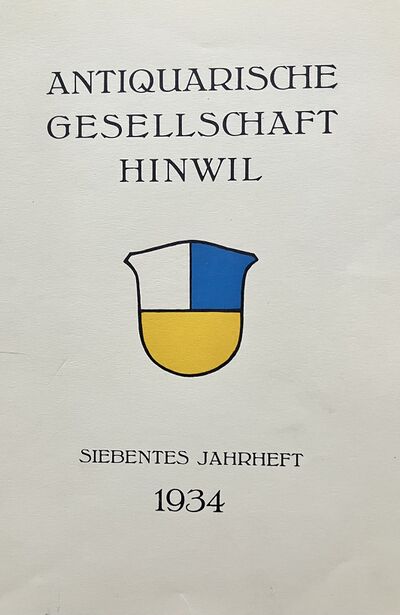 ANTIQUARISCHE
GESELLSCHAFT
HINWIL
SIEBENTES JAHRHEFT
1934